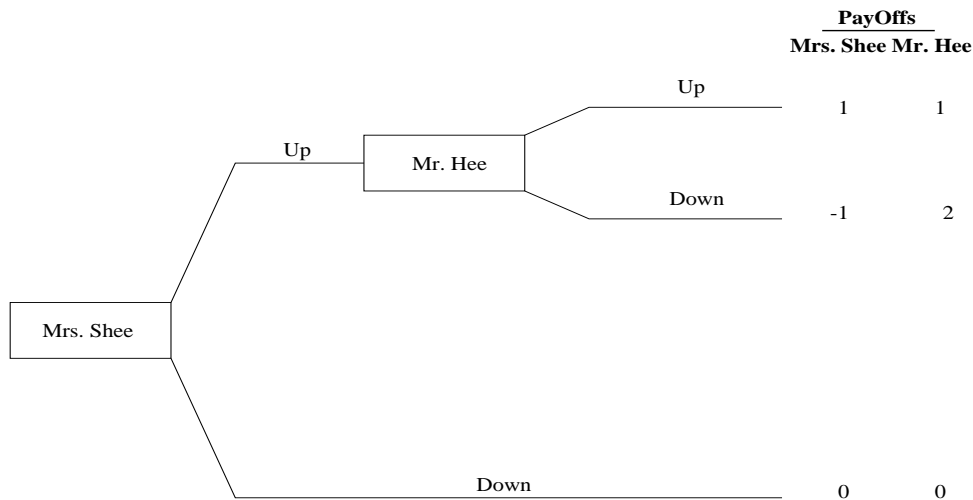 PayOffs
Mrs. Shee Mr. Hee
Up
1 1
Up
Mr. Hee
Down
-1 2
Mrs. Shee
Down
0 0